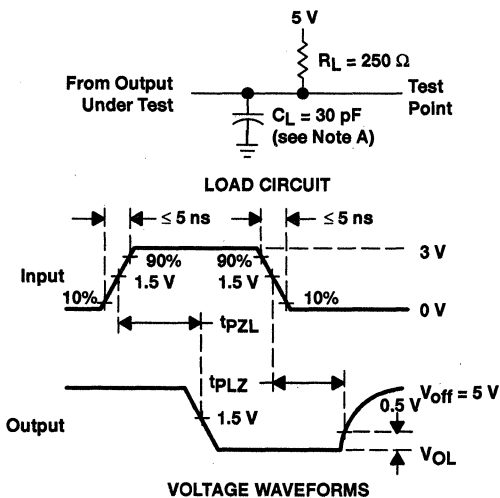 5 V
R_L = 250 Ω
From Output
Under Test
Test
Point
C_L = 30 pF
(see Note A)
LOAD CIRCUIT
≤ 5 ns
≤ 5 ns
90%
90%
3 V
Input
1.5 V
1.5 V
10%
10%
0 V
t_PZL
t_PLZ
V_off = 5 V
0.5 V
1.5 V
Output
V_OL
VOLTAGE WAVEFORMS